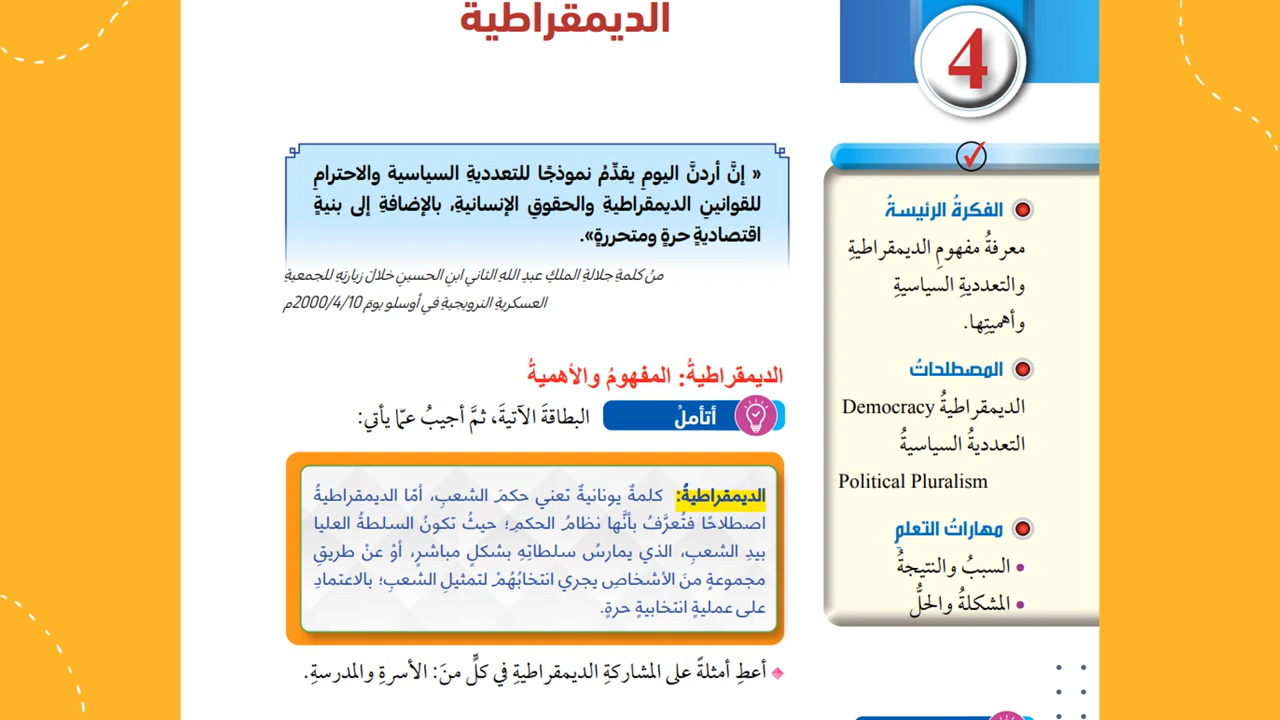 الديمقراطية
4
« إنَّ أردنَّ اليومِ يقدِّمُ نموذجًا للتعدديةِ السياسيةِ والاحترامِ
للقوانينِ الديمقراطيةِ والحقوقِ الإنسانيةِ، بالإضافةِ إلى بنيةٍ
اقتصاديةٍ حرةٍ ومتحررةٍ».
منْ كلمةِ جلالةِ الملكِ عبدِ اللهِ الثاني ابنِ الحسينِ خلالَ زيارتِهِ للجمعيةِ
العسكريةِ النرويجيةِ في أوسلو يومَ 2000/4/10م
الديمقراطيةُ: المفهومُ والأهميةُ
أتأملُ البطاقةَ الآتيةَ، ثمَّ أجيبُ عمّا يأتي:
الديمقراطيةُ: كلمةٌ يونانيةٌ تعني حكمَ الشعبِ، أمّا الديمقراطيةُ
اصطلاحًا فتُعرَّفُ بأنَّها نظامُ الحكمِ؛ حيثُ تكونُ السلطةُ العليا
بيدِ الشعبِ، الذي يمارسُ سلطاتِهِ بشكلٍ مباشرٍ، أوْ عنْ طريقِ
مجموعةٍ منَ الأشخاصِ يجري انتخابُهُمْ لتمثيلِ الشعبِ؛ بالاعتمادِ
على عمليةٍ انتخابيةٍ حرةٍ.
أعطِ أمثلةً على المشاركةِ الديمقراطيةِ في كلٍّ منَ: الأسرةِ والمدرسةِ.
الفكرةُ الرئيسةُ
معرفةُ مفهومِ الديمقراطيةِ
والتعدديةِ السياسيةِ
وأهميتِها.
المصطلحاتُ
الديمقراطيةُ Democracy
التعدديةُ السياسيةُ
Political Pluralism
مهاراتُ التعلمِ
• السببُ والنتيجةُ
• المشكلةُ والحلُّ